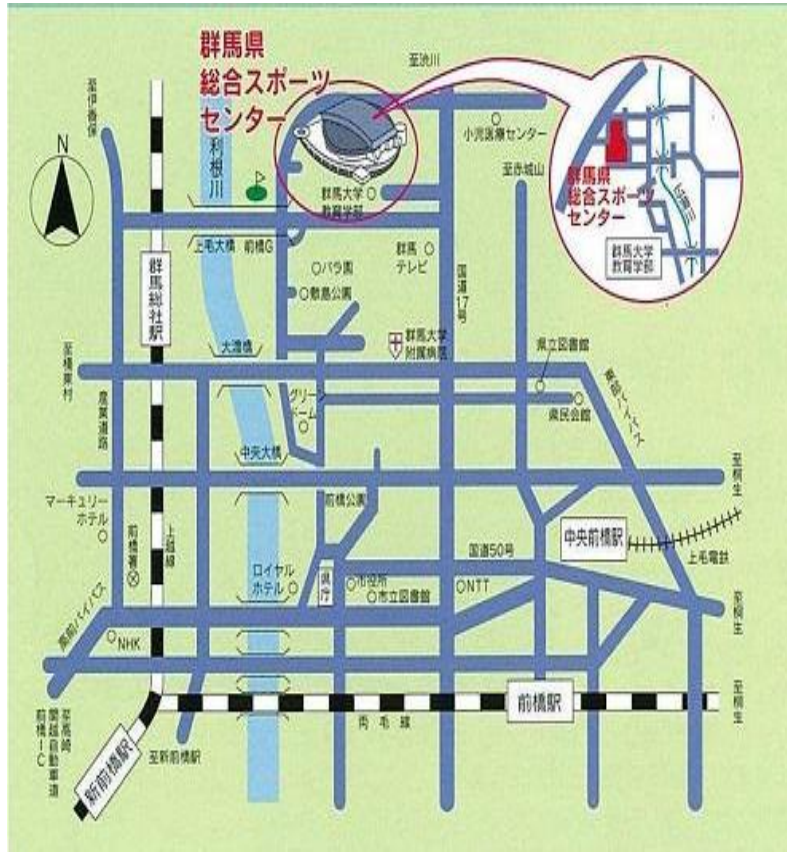 群馬県
総合スポーツ
センター
至渋川
至伊香保
小児医療センター
至赤城山
N
利根川
群馬大学
教育学部
群馬県
総合スポーツ
センター
群馬大学
教育学部
上毛大橋
前橋G
群馬
テレビ
バラ園
敷島公園
国道17号
群馬総社駅
大渡橋
群馬大学
附属病院
県立図書館
至榛東村
産業道路
グリーン
ドーム
県民会館
東部バイパス
中央大橋
至桐生
マーキュリー
ホテル
前橋公園
前橋署
上越線
中央前橋駅
国道50号
上毛電鉄
ロイヤル
ホテル
県庁
市役所
市立図書館
NTT
至桐生
高前バイパス
NHK
前橋駅
両毛線
至桐生
至高崎
関越自動車道
前橋IC
新前橋駅
至新前橋駅